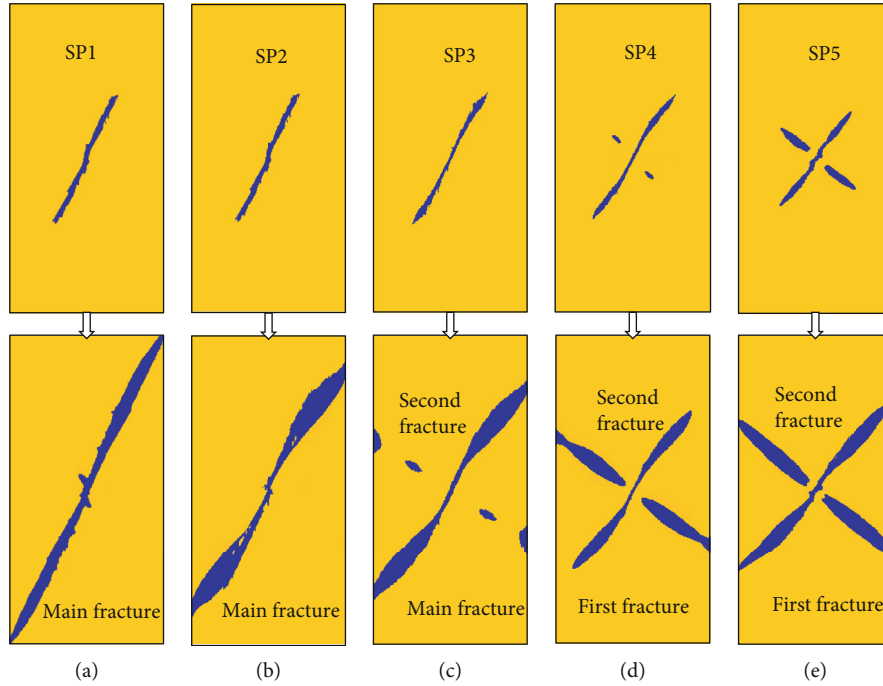 SP1
SP2
SP3
SP4
SP5
Main fracture
Main fracture
Second
fracture
Main fracture
Second
fracture
First fracture
Second
fracture
First fracture
(a)
(b)
(c)
(d)
(e)